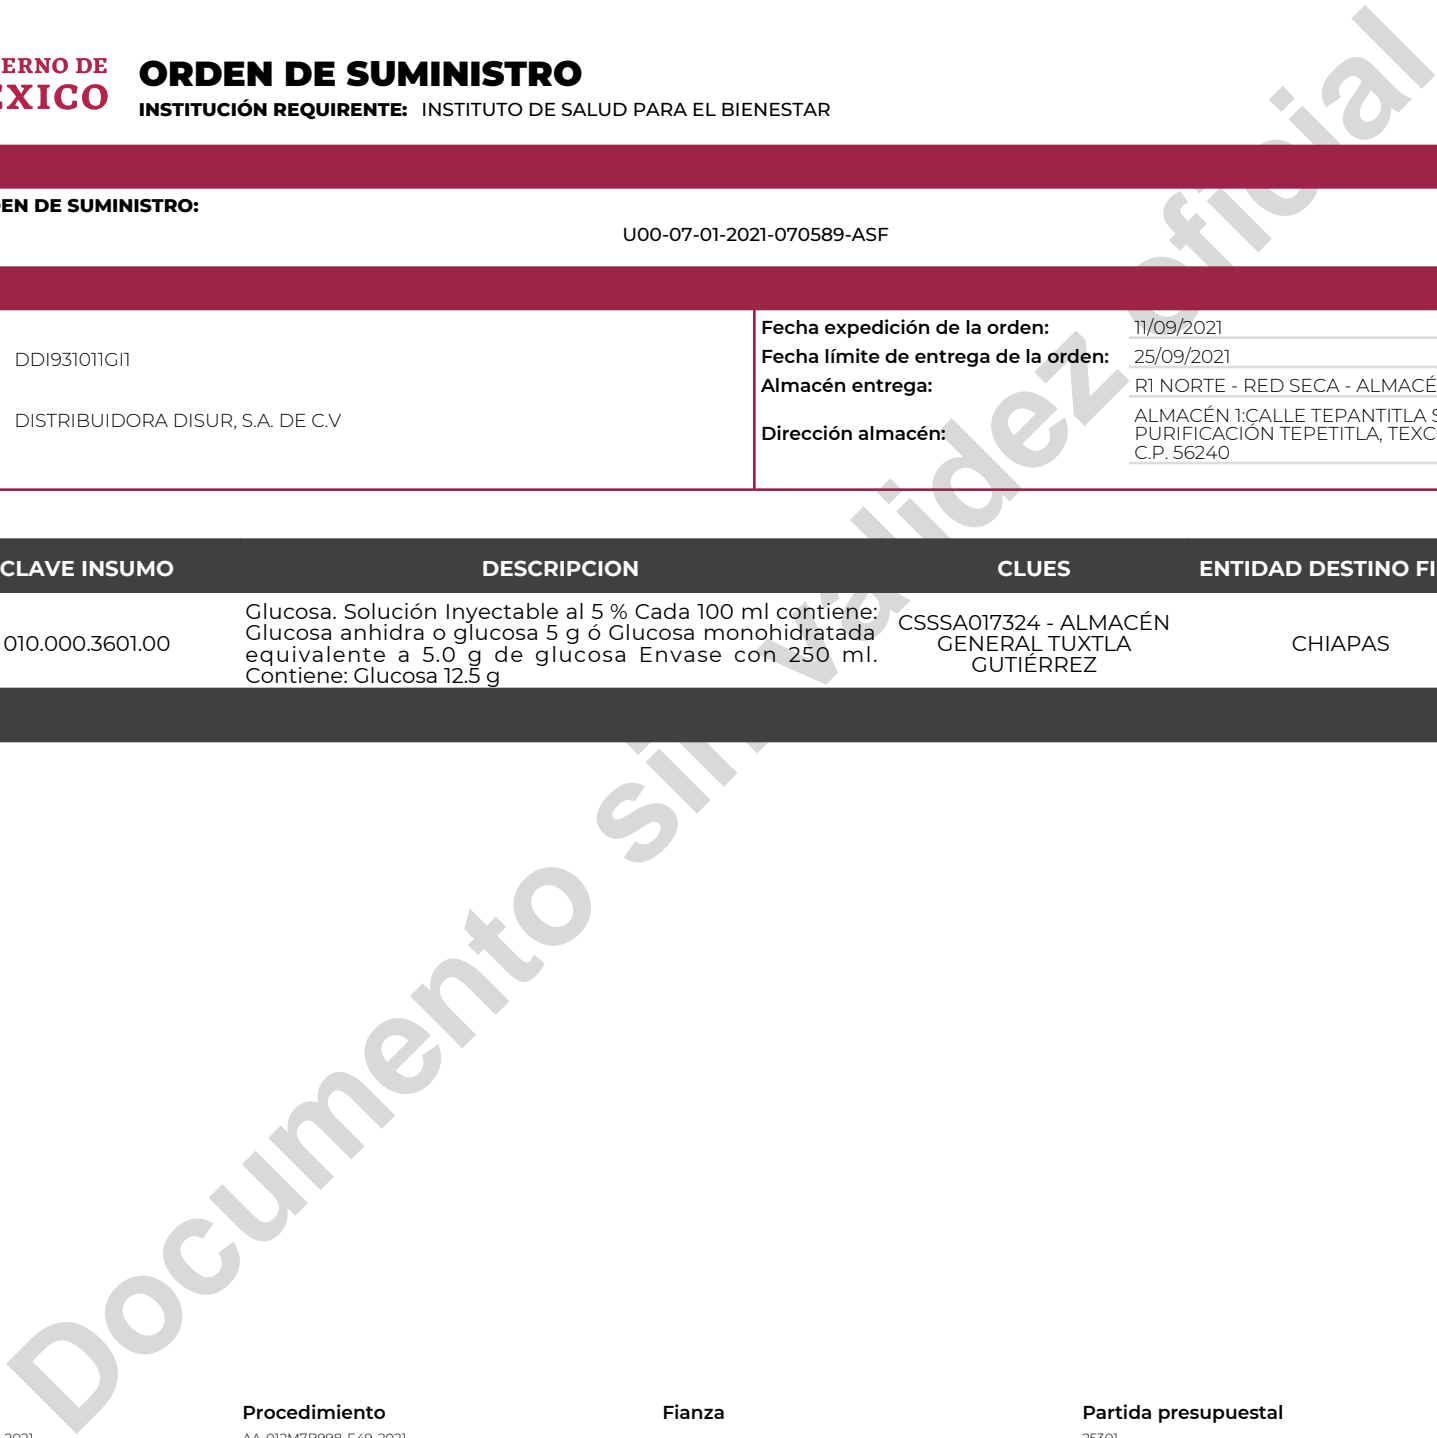 ORDEN DE SUMINISTRO
INSTITUCIÓN REQUIRENTE: INSTITUTO DE SALUD PARA EL BIENESTAR
ERNO DE
EXICO
EN DE SUMINISTRO:
U00-07-01-2021-070589-ASF
DDI931011GI1
DISTRIBUIDORA DISUR, S.A. DE C.V
Fecha expedición de la orden: 11/09/2021
Fecha límite de entrega de la orden: 25/09/2021
Almacén entrega: R1 NORTE - RED SECA - ALMACÉ
Dirección almacén: ALMACÉN 1:CALLE TEPANTITLA S
PURIFICACIÓN TEPETITLA, TEXC
C.P. 56240
CLAVE INSUMO DESCRIPCION CLUES ENTIDAD DESTINO FI
010.000.3601.00
Glucosa. Solución Inyectable al 5 % Cada 100 ml contiene:
Glucosa anhidra o glucosa 5 g ó Glucosa monohidratada
equivalente a 5.0 g de glucosa Envase con 250 ml.
Contiene: Glucosa 12.5 g
CSSSA017324 - ALMACÉN
GENERAL TUXTLA
GUTIÉRREZ
CHIAPAS
Documento sin validez oficial
Procedimiento Fianza Partida presupuestal